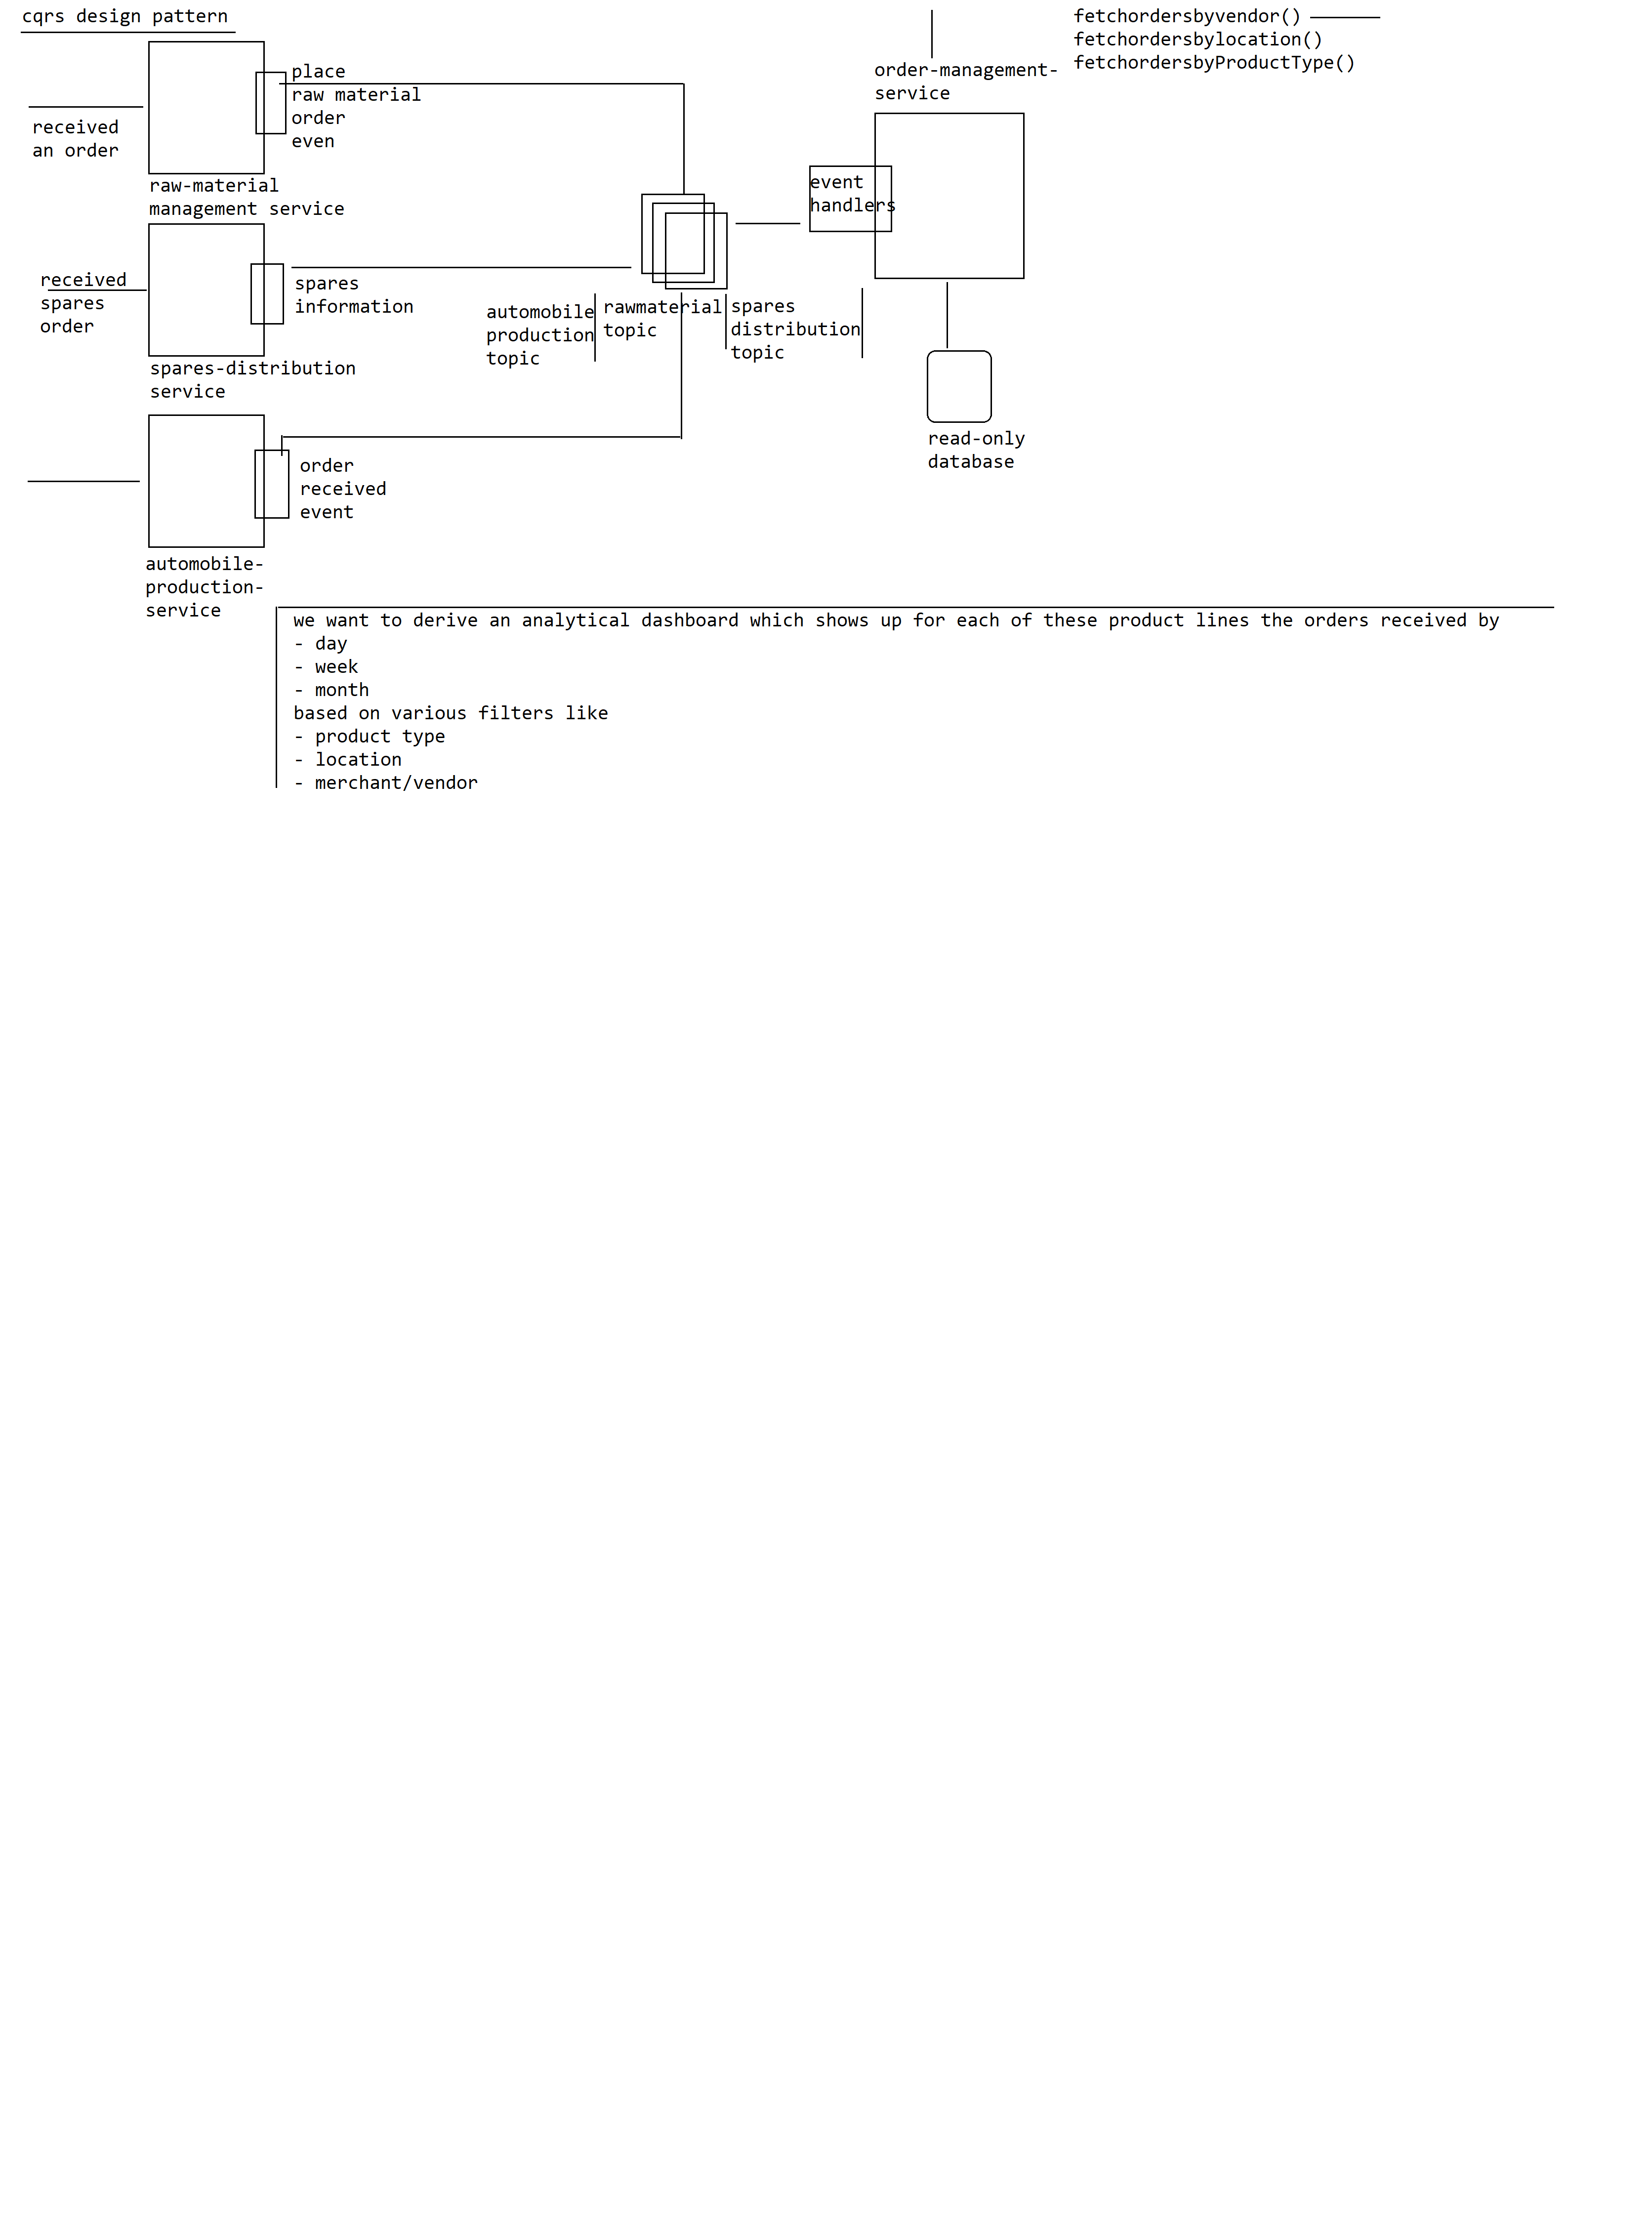 cqrs design pattern
place
raw material
order
even
received
an order
raw-material
management service
received
spares
order
spares
information
spares-distribution
service
order
received
event
automobile-
production-
service
automobile
production
topic
rawmaterial
topic
spares
distribution
topic
event
handlers
order-management-
service
read-only
database
fetchordersbyvendor()
fetchordersbylocation()
fetchordersbyProductType()
we want to derive an analytical dashboard which shows up for each of these product lines the orders received by
- day
- week
- month
based on various filters like
- product type
- location
- merchant/vendor